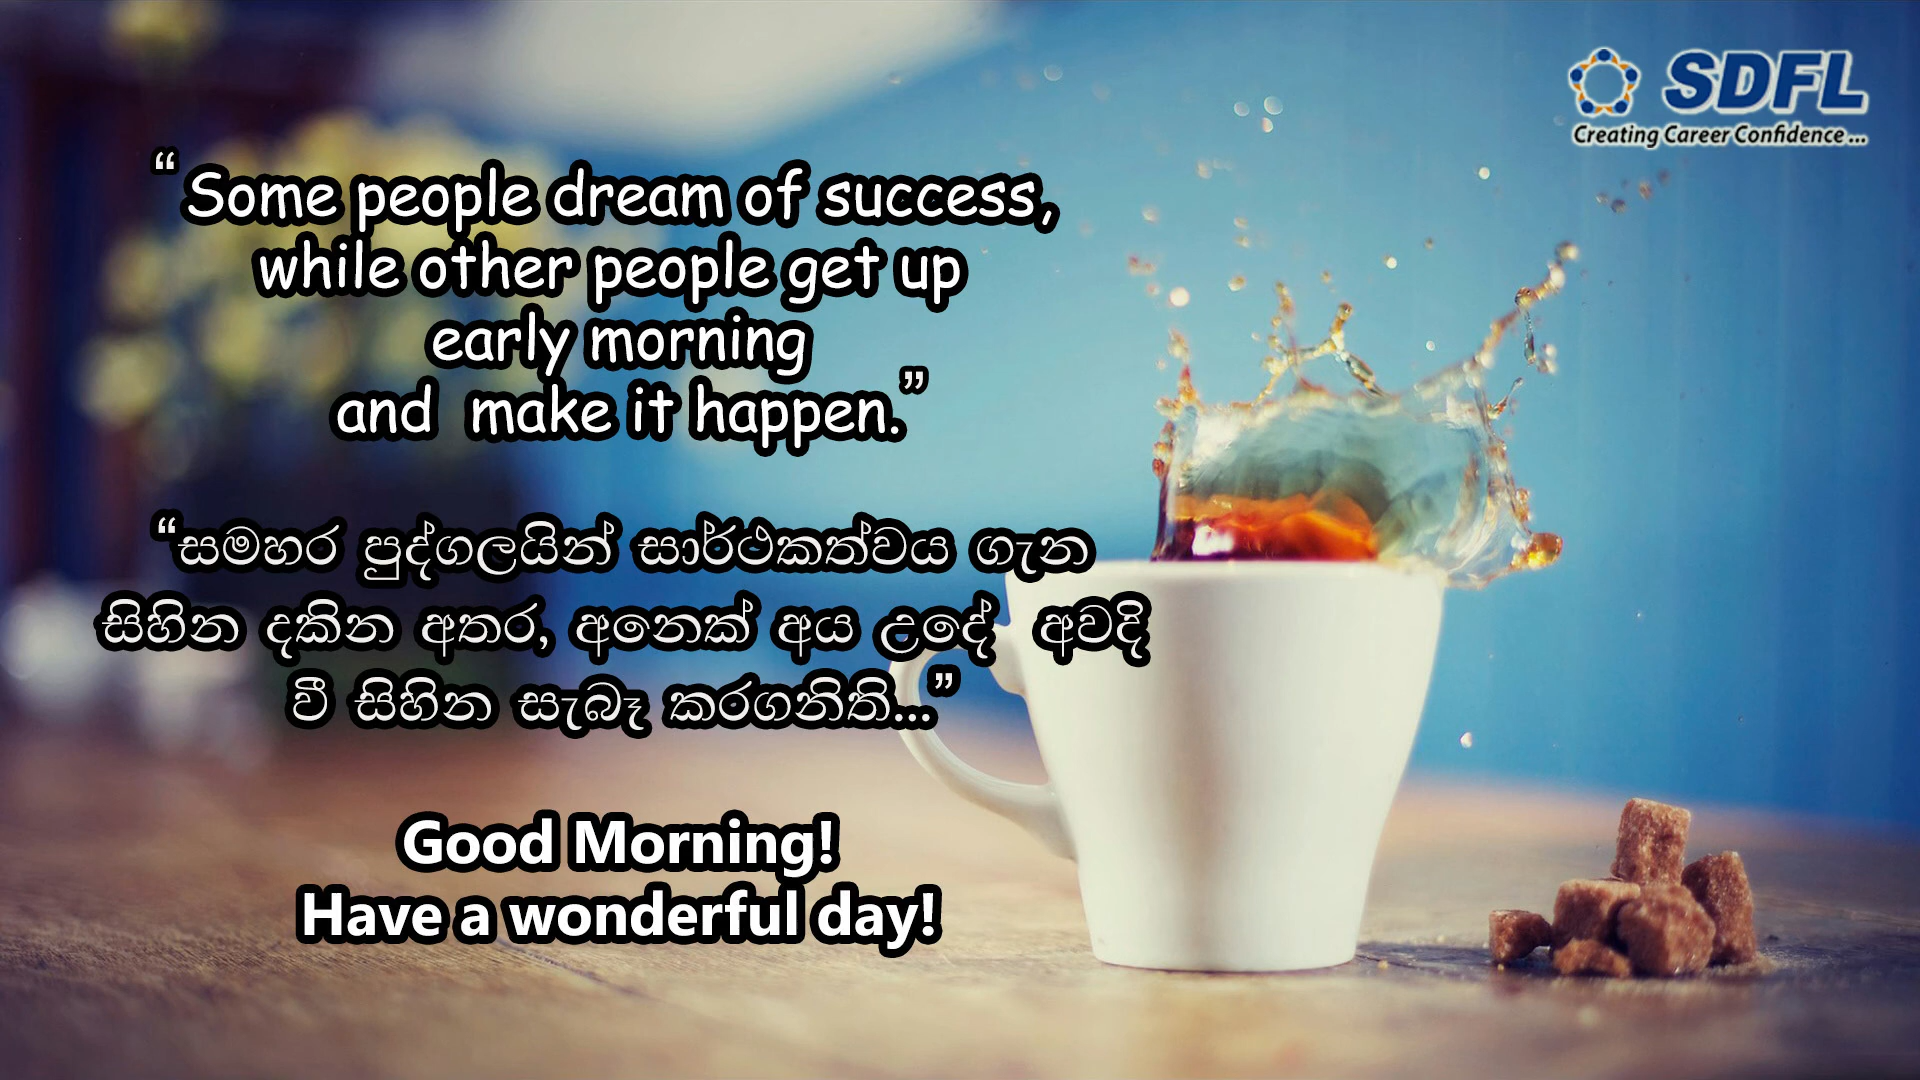 SDFL
Creating Career Confidence ...
“Some people dream of success,
while other people get up
early morning
and make it happen.”
“සමහර පුද්ගලයින් සාර්ථකත්වය ගැන
සිහින දකින අතර, අනෙක් අය උදේ අවදි
වී සිහින සැබෑ කරගනිති...”
Good Morning!
Have a wonderful day!